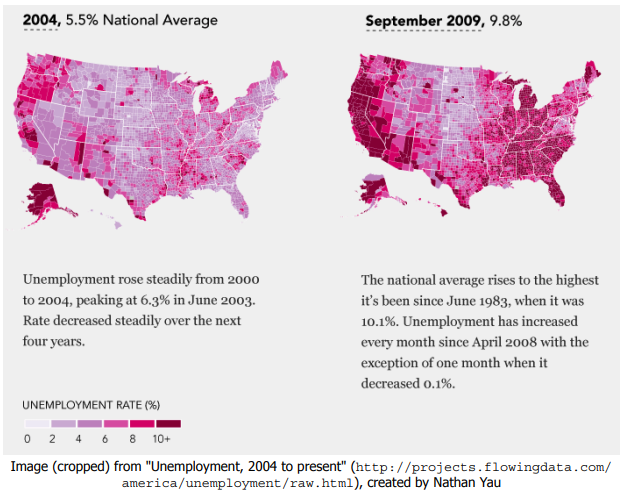 2004, 5.5% National Average
September 2009, 9.8%
Unemployment rose steadily from 2000
to 2004, peaking at 6.3% in June 2003.
Rate decreased steadily over the next
four years.
The national average rises to the highest
it's been since June 1983, when it was
10.1%. Unemployment has increased
every month since April 2008 with the
exception of one month when it
decreased 0.1%.
UNEMPLOYMENT RATE (%)
0 2 4 6 8 10+
Image (cropped) from "Unemployment, 2004 to present" (http://projects.flowingdata.com/
america/unemployment/raw.html), created by Nathan Yau